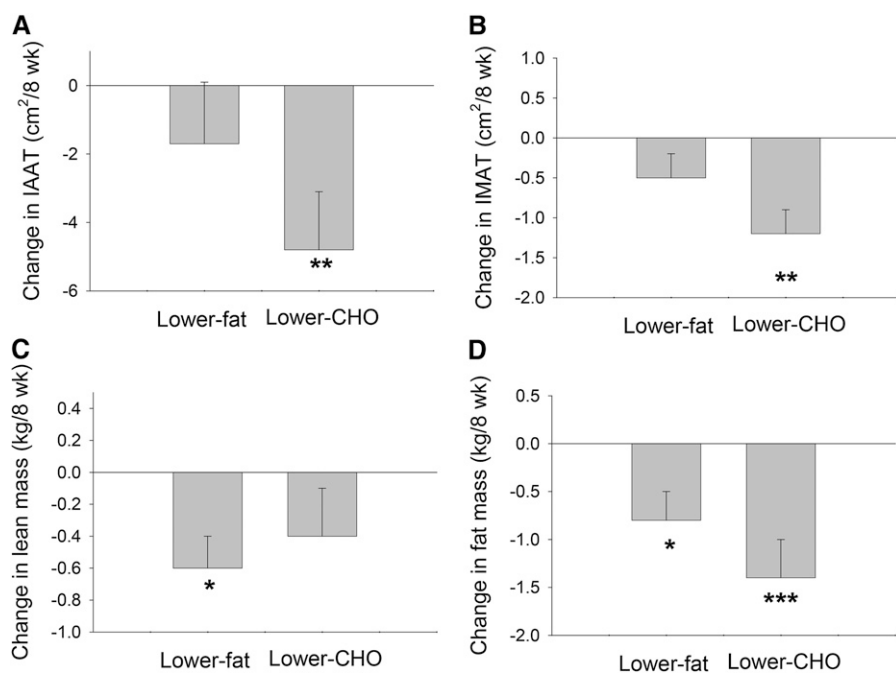 A
Change in IAAT (cm²/8 wk)
0
-2
-4
-6
**
Lower-fat
Lower-CHO
B
Change in IMAT (cm²/8 wk)
1.0
0.5
0.0
-0.5
-1.0
-1.5
-2.0
**
Lower-fat
Lower-CHO
C
Change in lean mass (kg/8 wk)
0.4
0.2
0.0
-0.2
-0.4
-0.6
-0.8
-1.0
*
Lower-fat
Lower-CHO
D
Change in fat mass (kg/8 wk)
0.5
0.0
-0.5
-1.0
-1.5
-2.0
*
***
Lower-fat
Lower-CHO